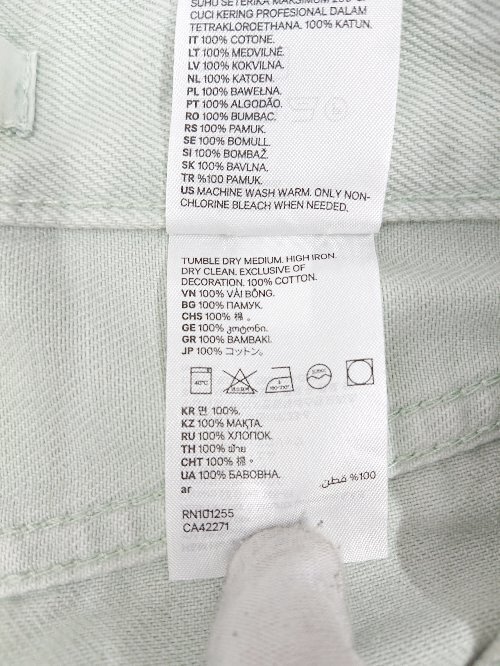 SUHU SETERIKA MAKSIMUM
CUCI KERING PROFESIONAL DALAM
TETRAKLOROETHANA. 100% KATUN.
IT 100% COTONE.
LT 100% MEDVILNĖ.
LV 100% KOKVILNA.
NL 100% KATOEN.
PL 100% BAWEŁNA.
PT 100% ALGODÃO.
RO 100% BUMBAC.
RS 100% PAMUK.
SE 100% BOMULL.
SI 100% BOMBAŽ.
SK 100% BAVLNA.
TR %100 PAMUK.
US MACHINE WASH WARM. ONLY NON-
CHLORINE BLEACH WHEN NEEDED.
TUMBLE DRY MEDIUM. HIGH IRON.
DRY CLEAN. EXCLUSIVE OF
DECORATION. 100% COTTON.
VN 100% VẢI BÔNG.
BG 100% ПАМУК.
CHS 100% 棉 。
GE 100% კოტონი.
GR 100% ΒΑΜΒΑΚΙ
JP 100% コットン。
40℃
KR 면 100%.
KZ 100% МАҚТА.
RU 100% ХЛОПОК.
TH 100% ฝ้าย
CHT 100% 棉 。
UA 100% БАВОВНА.
ar
%100 قطن
RN101255
CA42271